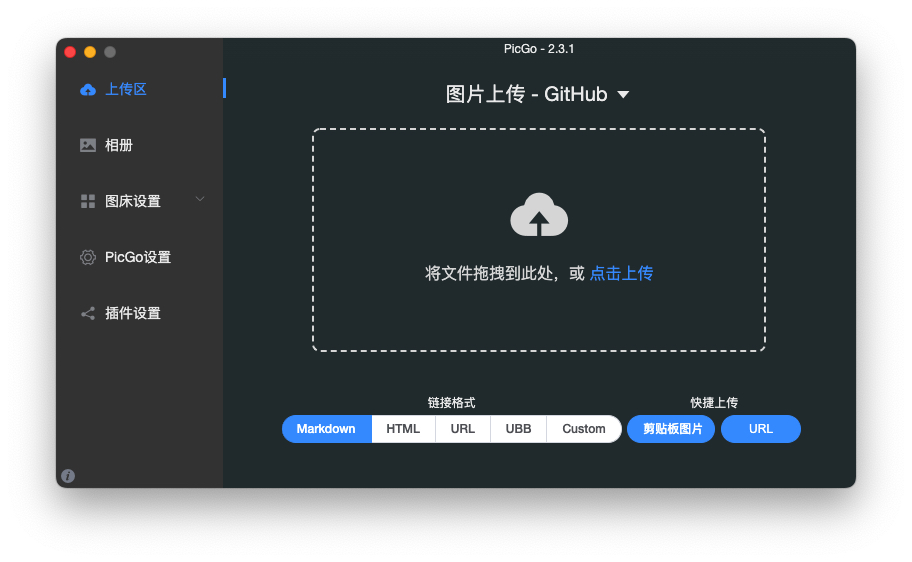 PicGo - 2.3.1
上传区
相册
图床设置
PicGo设置
插件设置
图片上传 - GitHub
将文件拖拽到此处，或 点击上传
链接格式
Markdown HTML URL UBB Custom
快捷上传
剪贴板图片 URL